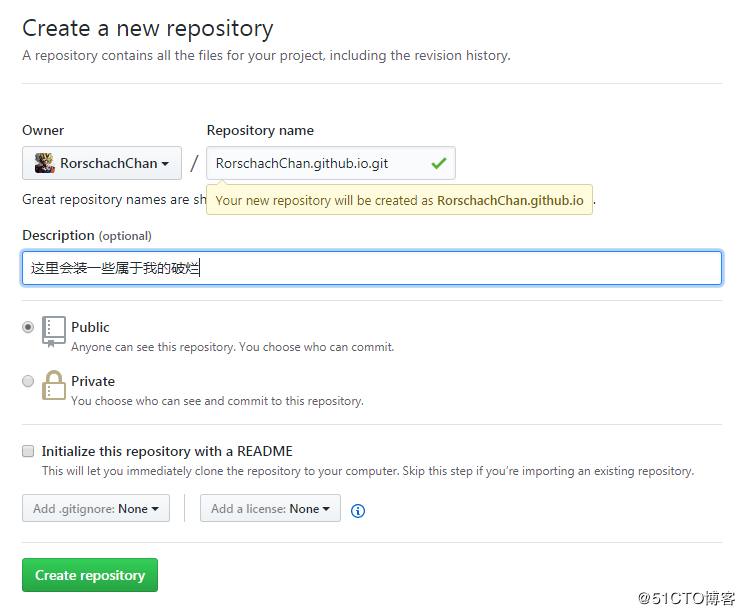 Create a new repository
A repository contains all the files for your project, including the revision history.
Owner
Repository name
RorschachChan
/
RorschachChan.github.io.git
Great repository names are sh
Your new repository will be created as RorschachChan.github.io
.
Description (optional)
这里会装一些属于我的破烂
Public
Anyone can see this repository. You choose who can commit.
Private
You choose who can see and commit to this repository.
Initialize this repository with a README
This will let you immediately clone the repository to your computer. Skip this step if you're importing an existing repository.
Add .gitignore: None
Add a license: None
Create repository
@51CTO博客